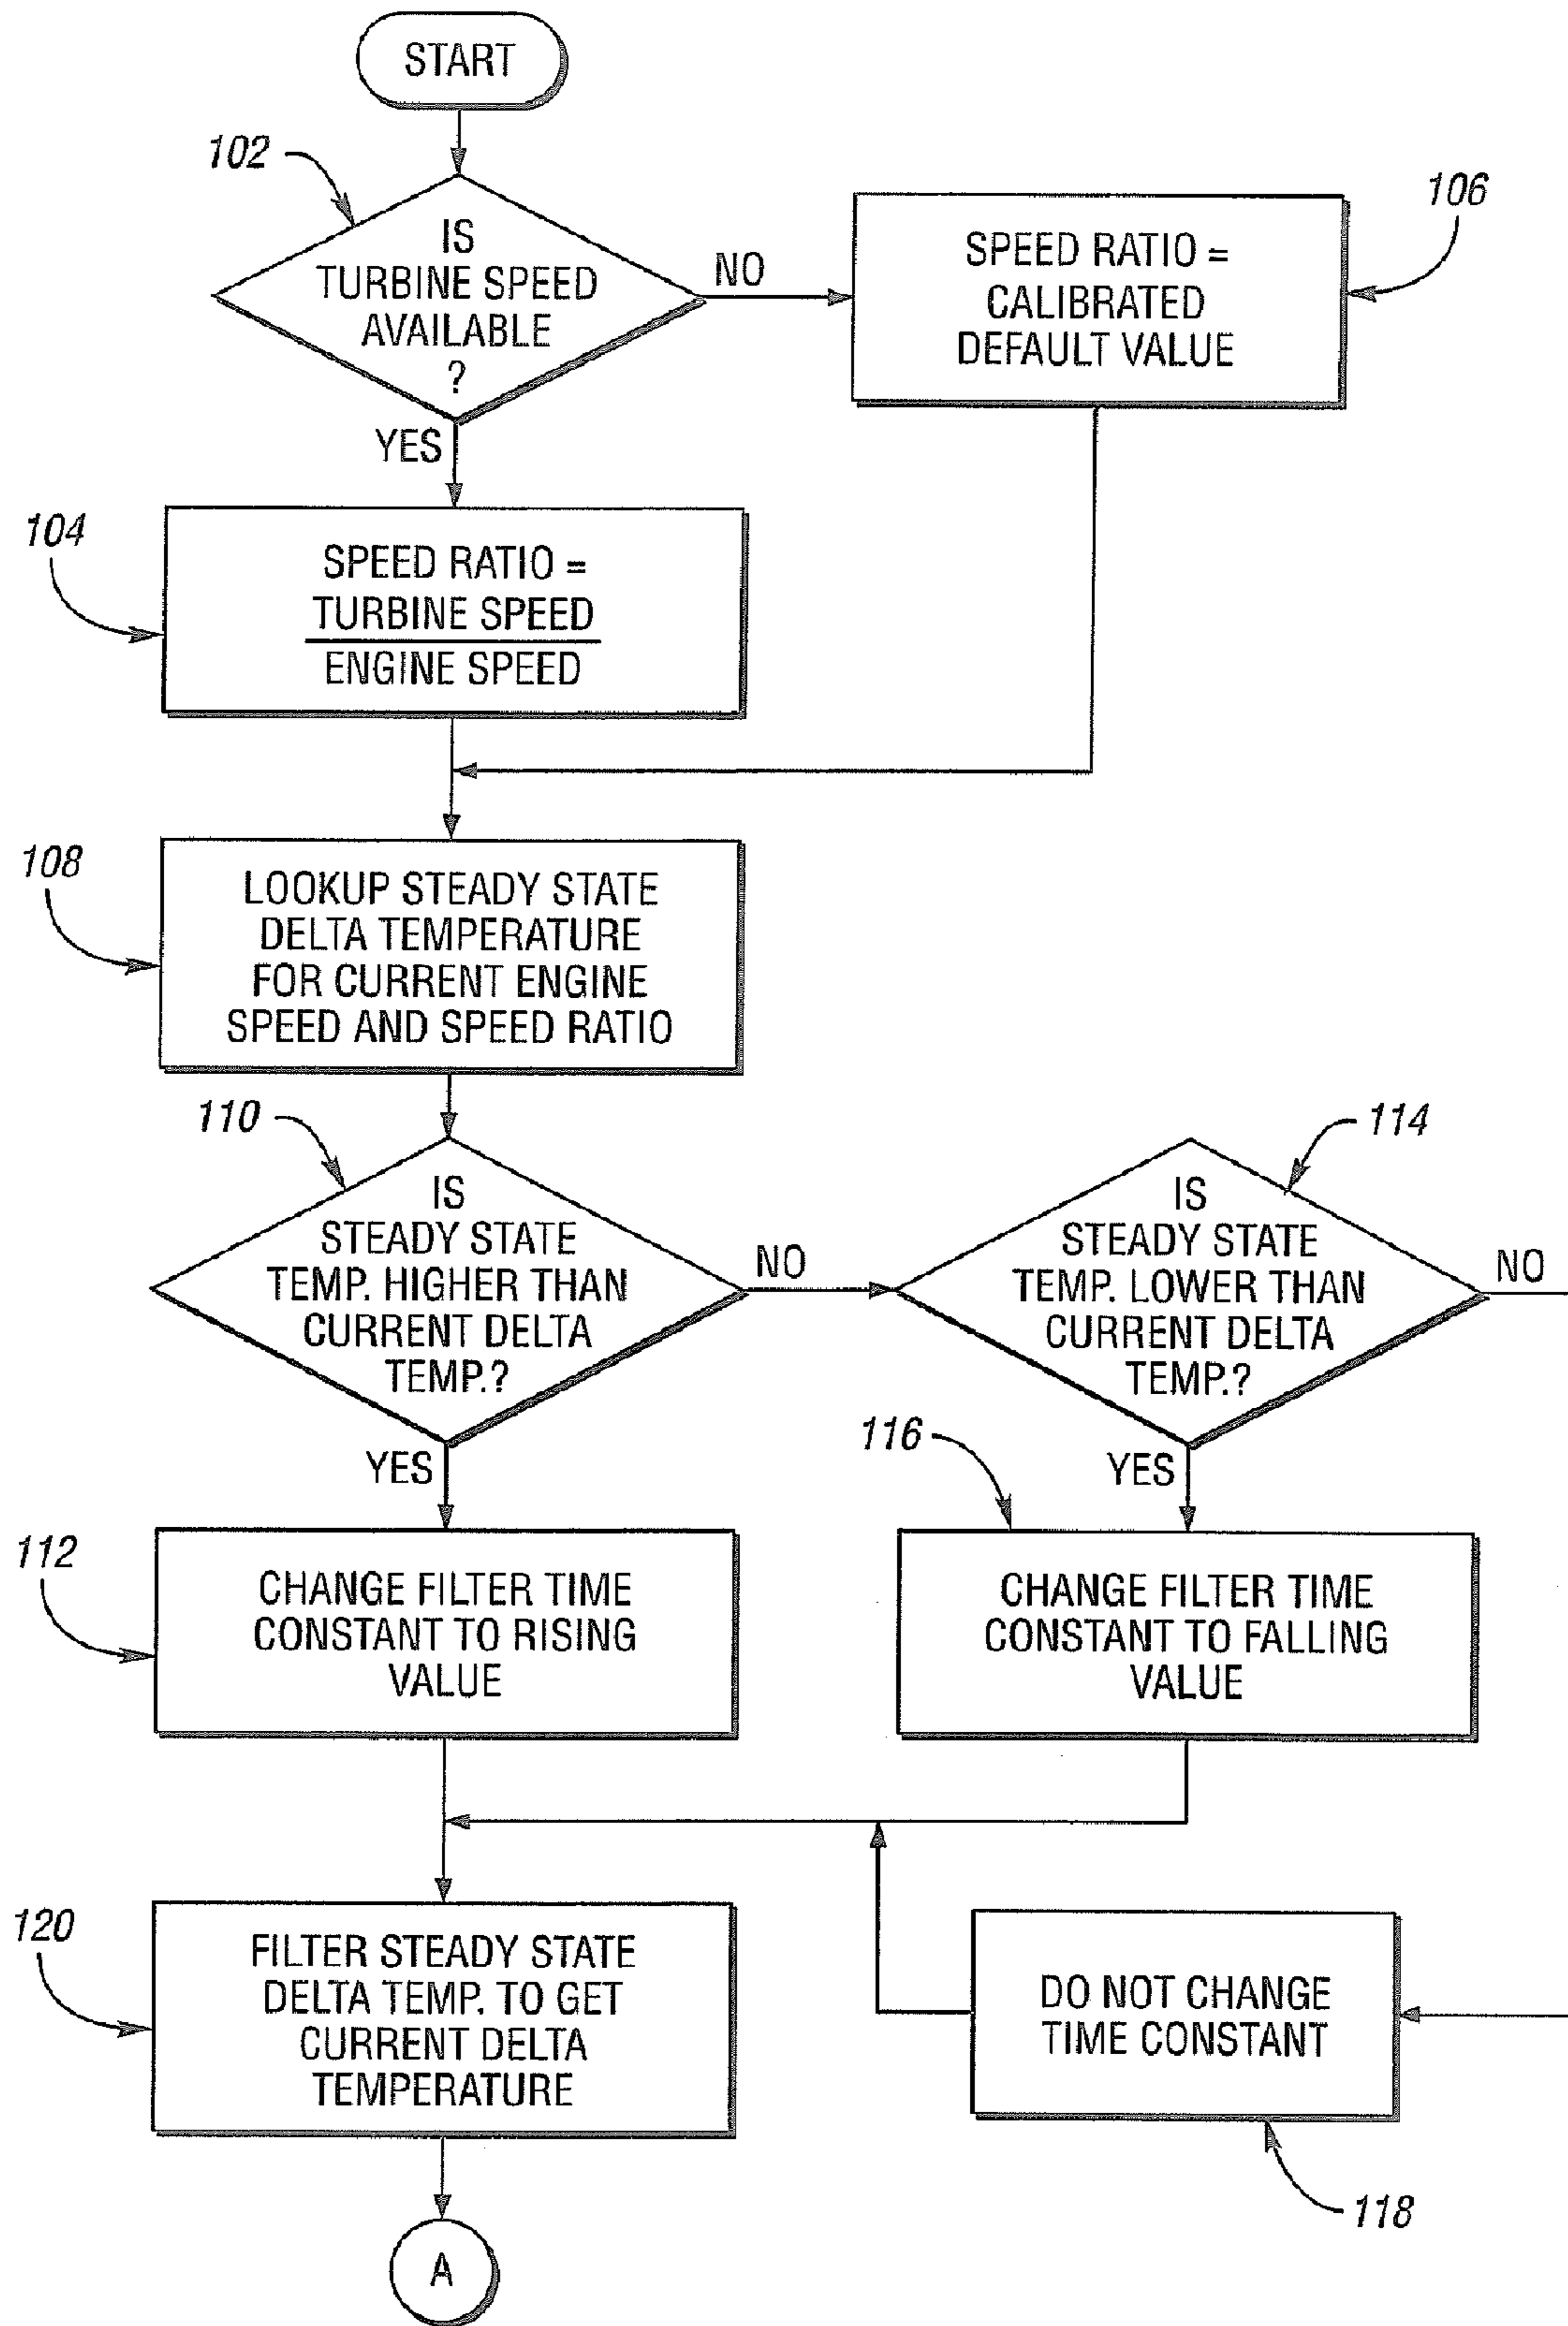 START
102
IS
TURBINE SPEED
AVAILABLE
?
NO
YES
SPEED RATIO =
CALIBRATED
DEFAULT VALUE
106
104
SPEED RATIO =
TURBINE SPEED
ENGINE SPEED
108
LOOKUP STEADY STATE
DELTA TEMPERATURE
FOR CURRENT ENGINE
SPEED AND SPEED RATIO
110
IS
STEADY STATE
TEMP. HIGHER THAN
CURRENT DELTA
TEMP.?
NO
YES
114
IS
STEADY STATE
TEMP. LOWER THAN
CURRENT DELTA
TEMP.?
NO
YES
112
CHANGE FILTER TIME
CONSTANT TO RISING
VALUE
116
CHANGE FILTER TIME
CONSTANT TO FALLING
VALUE
120
FILTER STEADY STATE
DELTA TEMP. TO GET
CURRENT DELTA
TEMPERATURE
DO NOT CHANGE
TIME CONSTANT
118
A